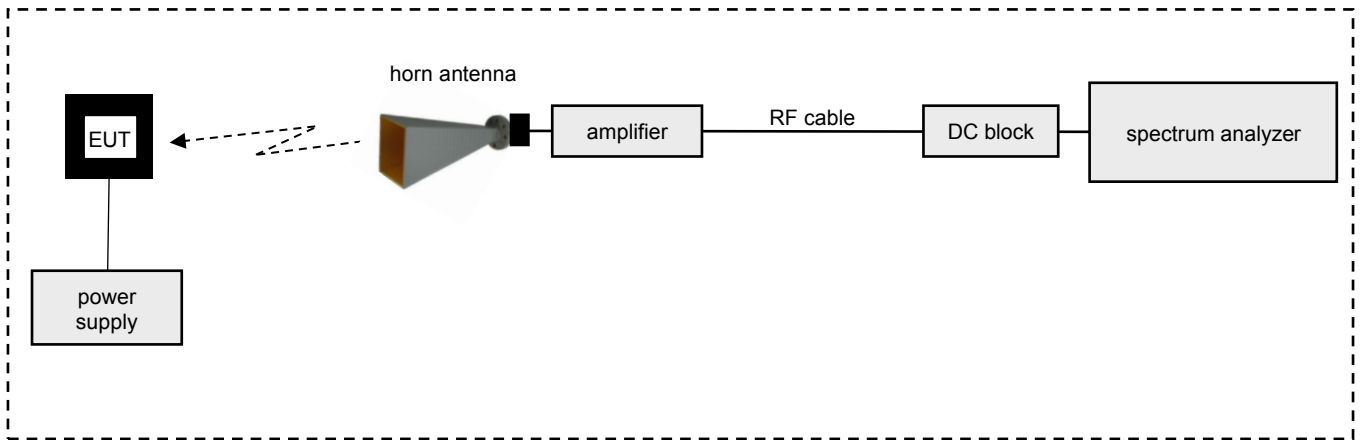 horn antenna
EUT
amplifier
RF cable
DC block
spectrum analyzer
power
supply